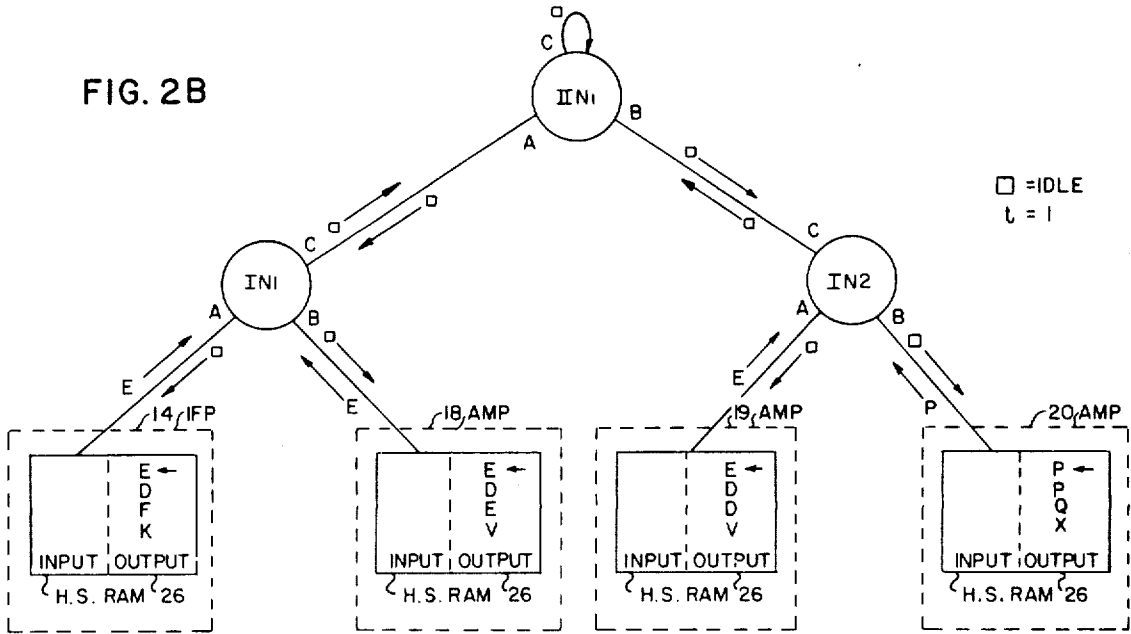 C
IIN1
FIG. 2B
B
A
□ =IDLE
t = 1
C
C
IN1
IN2
A
B
A
B
E
E
E
P
14 IFP
18 AMP
19 AMP
20 AMP
E
D
F
K
INPUT OUTPUT
H.S. RAM 26
E
D
E
V
INPUT OUTPUT
H.S. RAM 26
E
D
D
V
INPUT OUTPUT
H.S. RAM 26
P
P
Q
X
INPUT OUTPUT
H.S. RAM 26